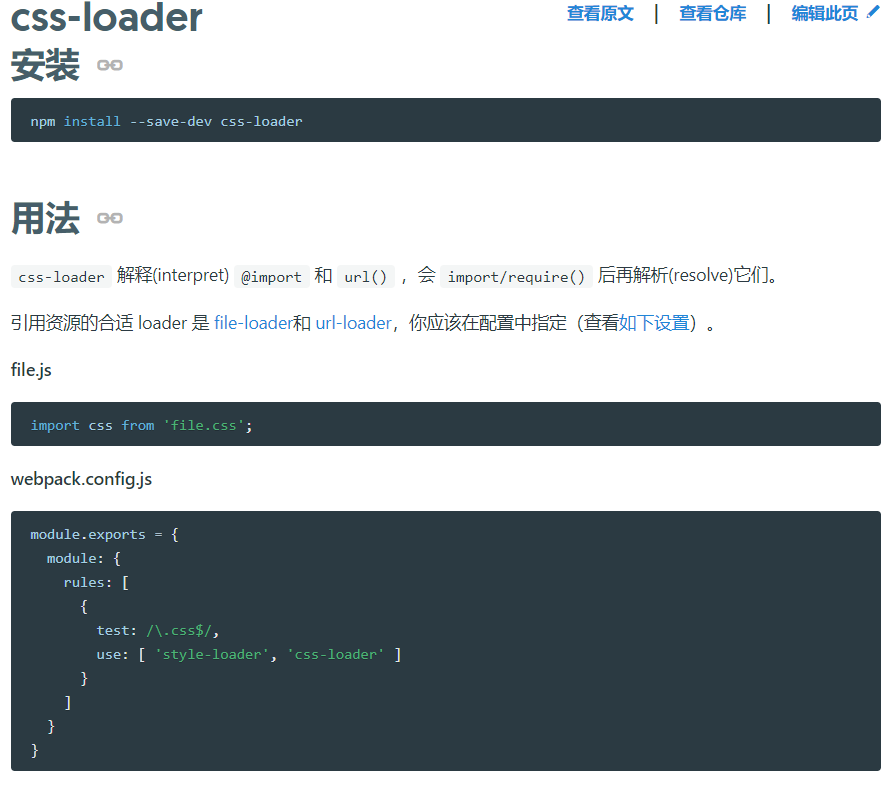 css-loader
查看原文 | 查看仓库 | 编辑此页
安装
npm install --save-dev css-loader
用法
css-loader 解释(interpret) @import 和 url() ，会 import/require() 后再解析(resolve)它们。
引用资源的合适 loader 是 file-loader和 url-loader，你应该在配置中指定（查看如下设置）。
file.js
import css from 'file.css';
webpack.config.js
module.exports = {
  module: {
    rules: [
      {
        test: /\.css$/,
        use: [ 'style-loader', 'css-loader' ]
      }
    ]
  }
}